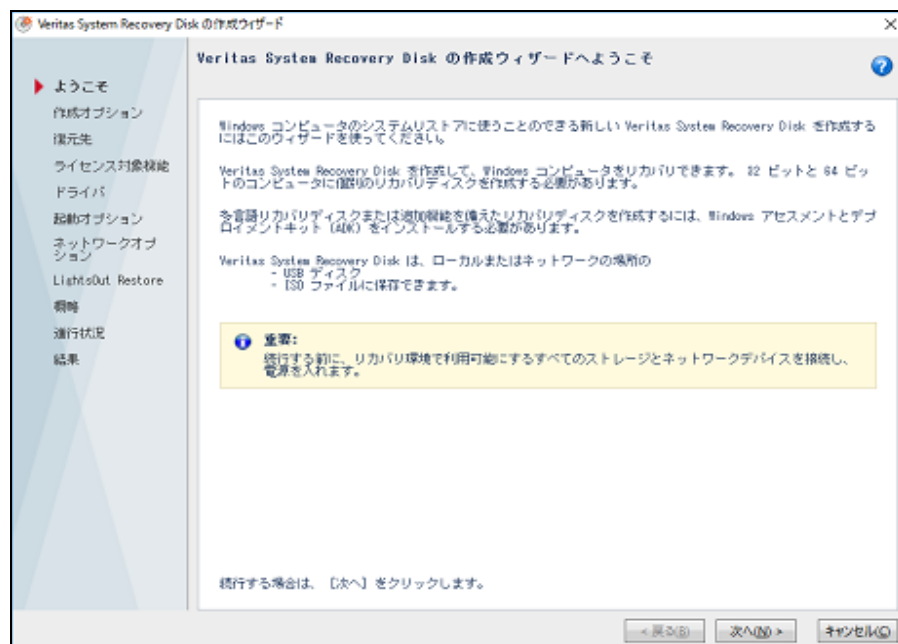 Veritas System Recovery Disk の作成ウィザード
Veritas System Recovery Disk の作成ウィザードへようこそ
ようこそ
作成オプション
復元先
ライセンス対象機能
ドライバ
起動オプション
ネットワークオプ
ション
LightsOut Restore
概略
進行状況
結果
Windows コンピュータのシステムリストアに使うことのできる新しい Veritas System Recovery Disk を作成する
にはこのウィザードを使ってください。
Veritas System Recovery Disk を作成して、Windows コンピュータをリカバリできます。 32 ビットと 64 ビッ
トのコンピュータに個別のリカバリディスクを作成する必要があります。
多言語リカバリディスクまたは追加機能を備えたリカバリディスクを作成するには、Windows アセスメントとデプ
ロイメントキット (ADK) をインストールする必要があります。
Veritas System Recovery Disk は、ローカルまたはネットワークの場所の
- USB ディスク
- ISO ファイルに保存できます。
重要:
続行する前に、リカバリ環境で利用可能にするすべてのストレージとネットワークデバイスを接続し、
電源を入れます。
続行する場合は、［次へ］をクリックします。
< 戻る(B)
次へ(N) >
キャンセル(C)